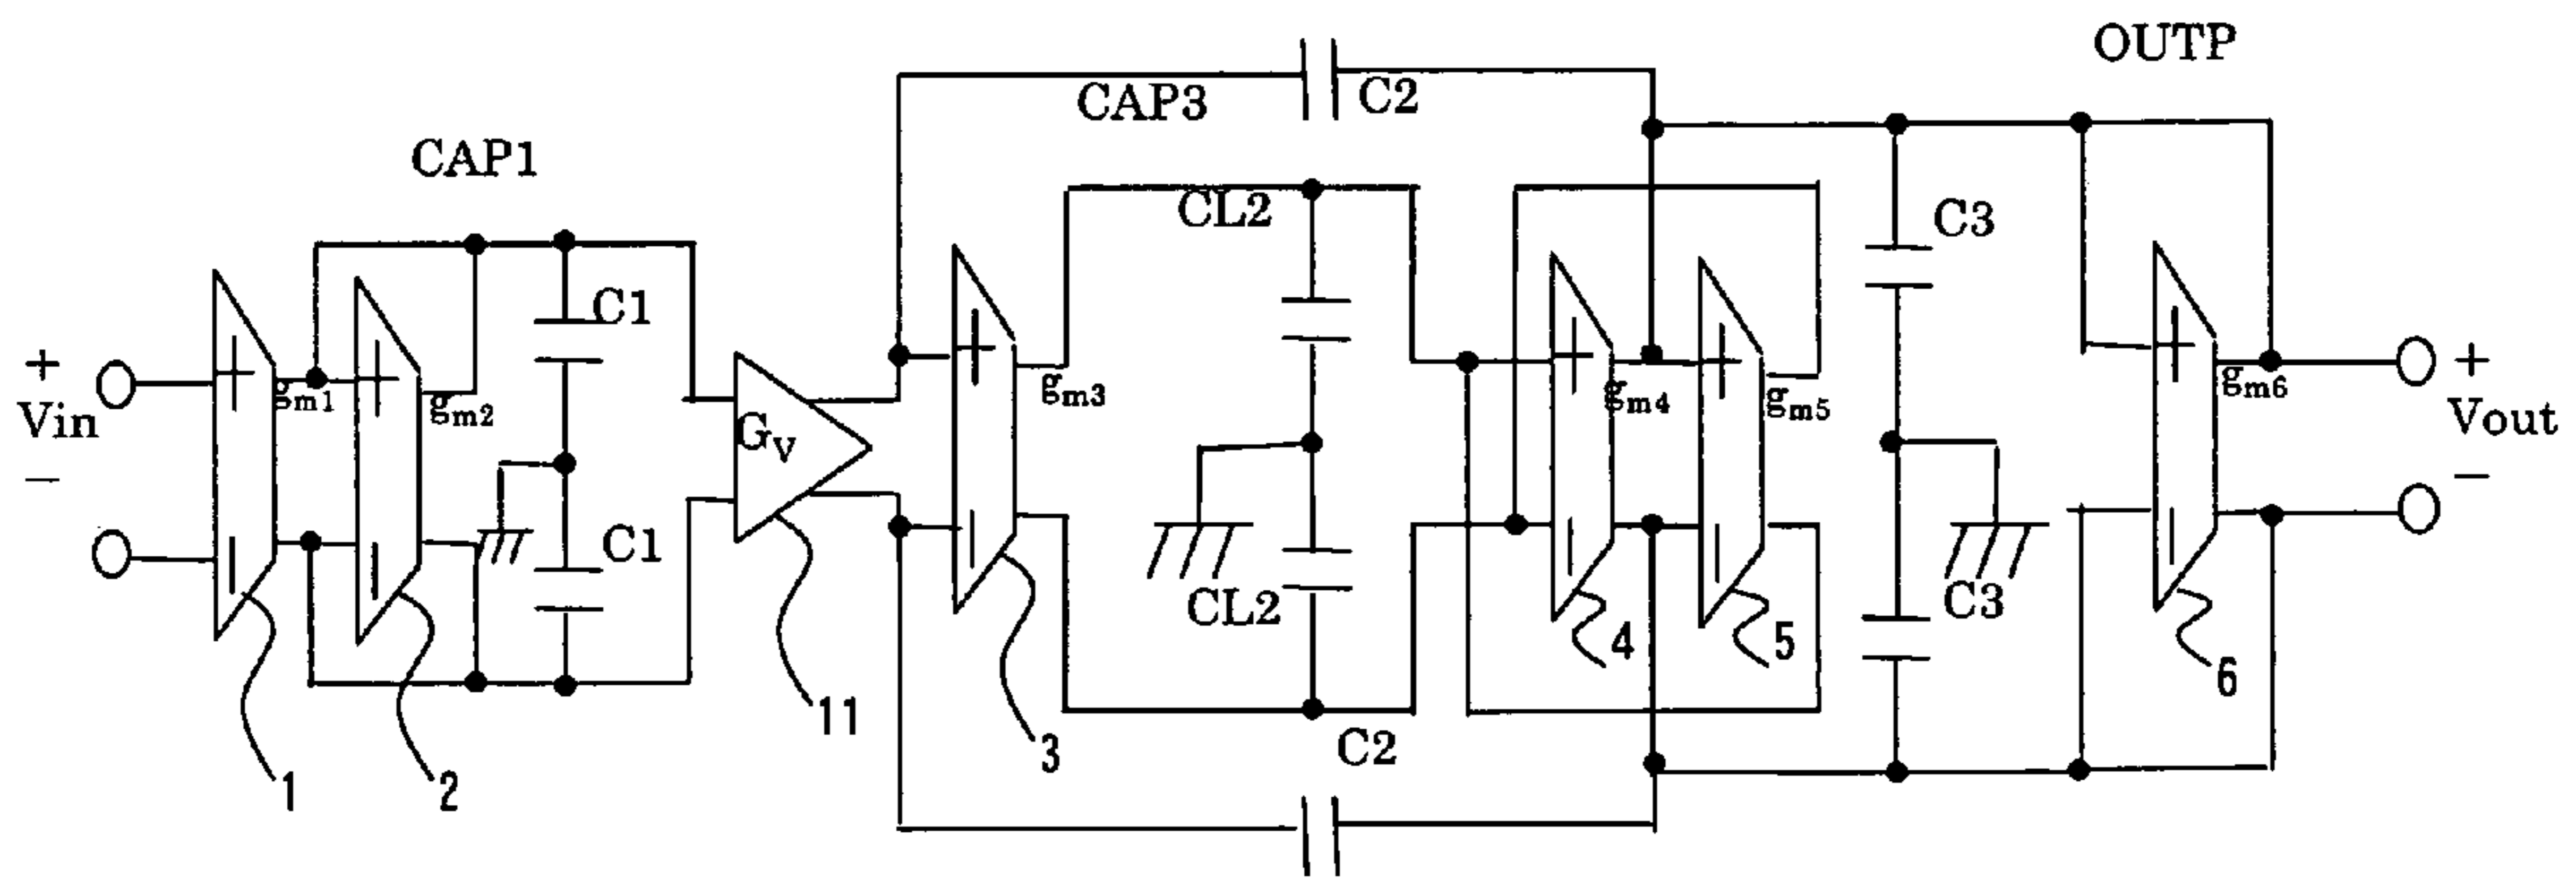 OUTP
CAP3
C2
CAP1
CL2
C3
C1
+
Vin
−
+
−
gm1
+
−
gm2
C1
Gv
+
−
gm3
CL2
+
−
gm4
+
−
gm5
C3
+
−
gm6
+
Vout
−
C2
1
2
11
3
4
5
6